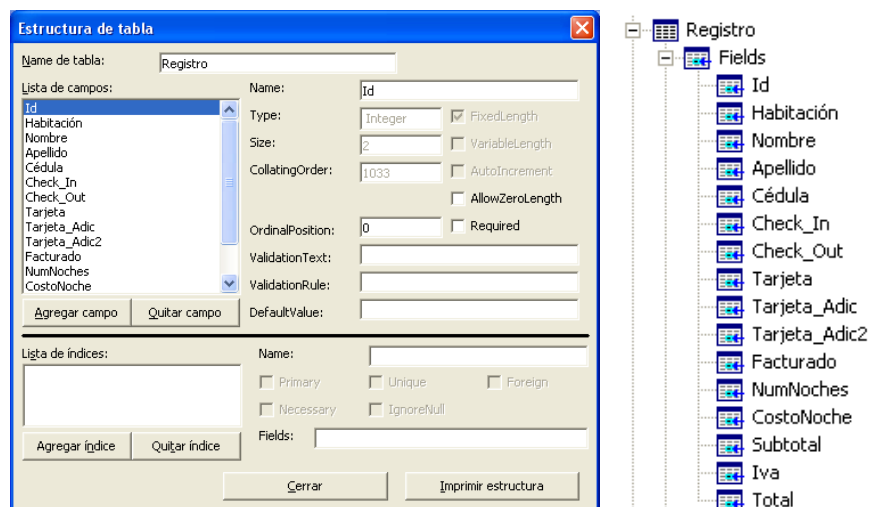 Estructura de tabla
Name de tabla: Registro
Lista de campos:
Id
Habitación
Nombre
Apellido
Cédula
Check_In
Check_Out
Tarjeta
Tarjeta_Adic
Tarjeta_Adic2
Facturado
NumNoches
CostoNoche
Agregar campo Quitar campo
Name: Id
Type: Integer FixedLength
Size: 2 VariableLength
CollatingOrder: 1033 AutoIncrement
AllowZeroLength
OrdinalPosition: 0 Required
ValidationText:
ValidationRule:
DefaultValue:
Lista de índices:
Agregar índice Quitar índice
Name:
Primary Unique Foreign
Necessary IgnoreNull
Fields:
Cerrar Imprimir estructura
Registro
Fields
Id
Habitación
Nombre
Apellido
Cédula
Check_In
Check_Out
Tarjeta
Tarjeta_Adic
Tarjeta_Adic2
Facturado
NumNoches
CostoNoche
Subtotal
Iva
Total